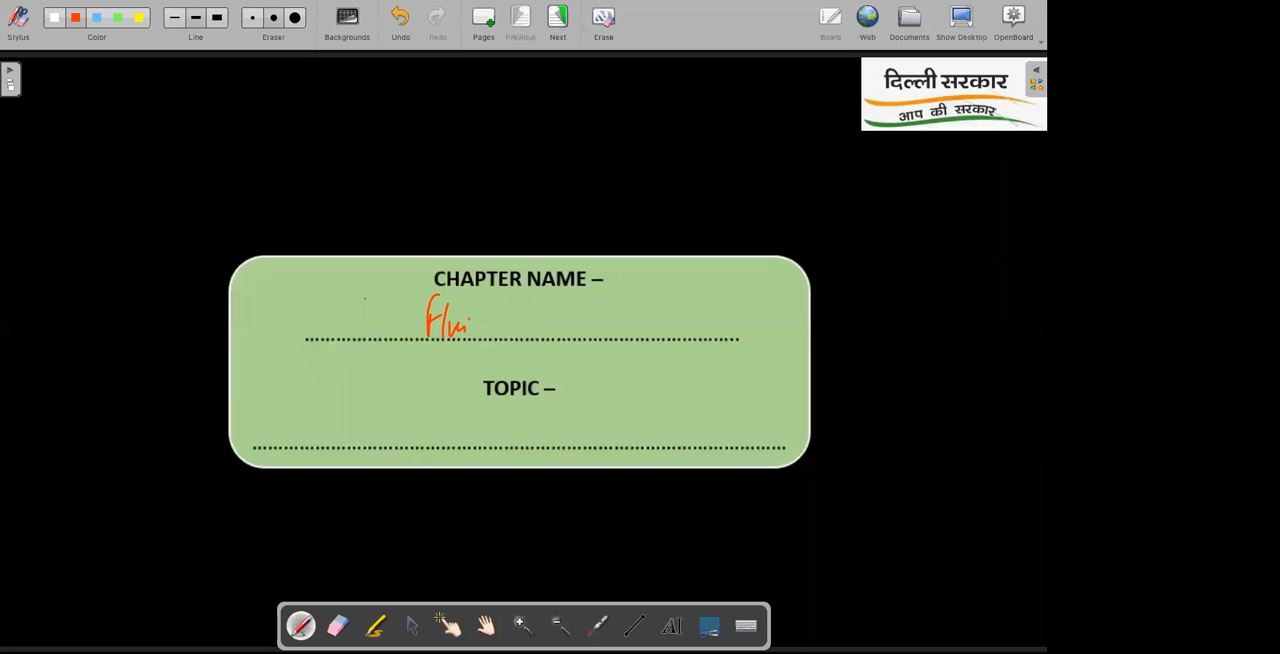 Stylus Color Line Eraser Backgrounds Undo Redo Pages Previous Next Erase Board Web Documents Show Desktop OpenBoard
दिल्ली सरकार
आप की सरकार
CHAPTER NAME –
Flui
TOPIC –
AI